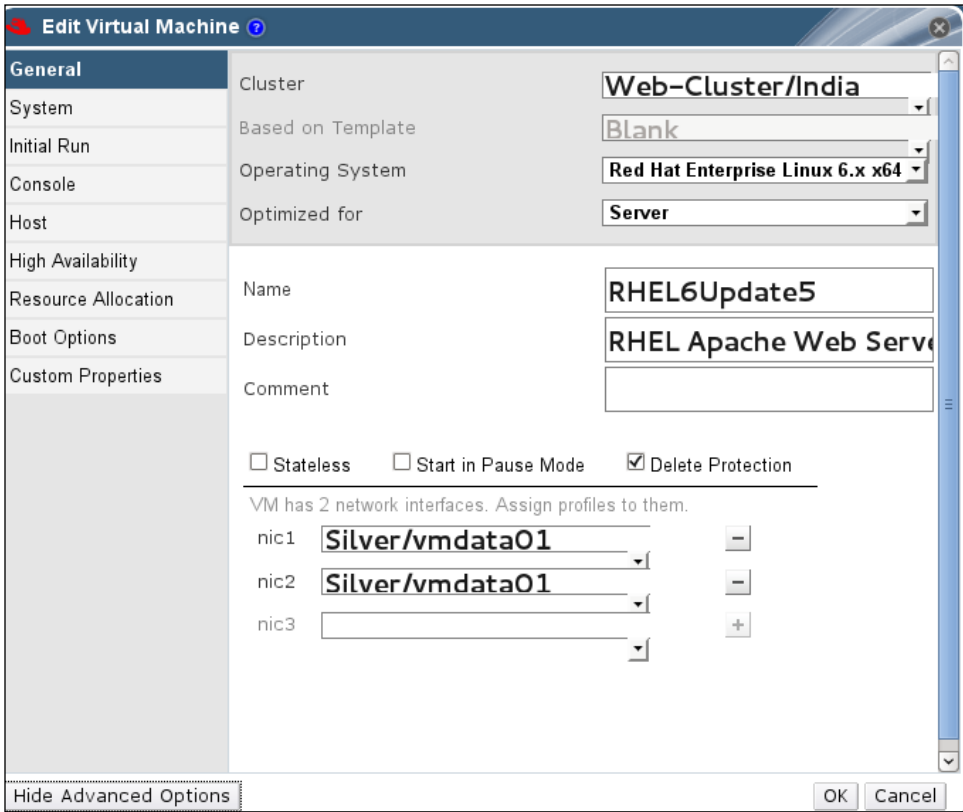 Edit Virtual Machine ?
General
System
Initial Run
Console
Host
High Availability
Resource Allocation
Boot Options
Custom Properties
Cluster Web-Cluster/India
Based on Template Blank
Operating System Red Hat Enterprise Linux 6.x x64
Optimized for Server
Name RHEL6Update5
Description RHEL Apache Web Serve
Comment
Stateless Start in Pause Mode Delete Protection
VM has 2 network interfaces. Assign profiles to them.
nic1 Silver/vmdata01 −
nic2 Silver/vmdata01 −
nic3 +
Hide Advanced Options OK Cancel